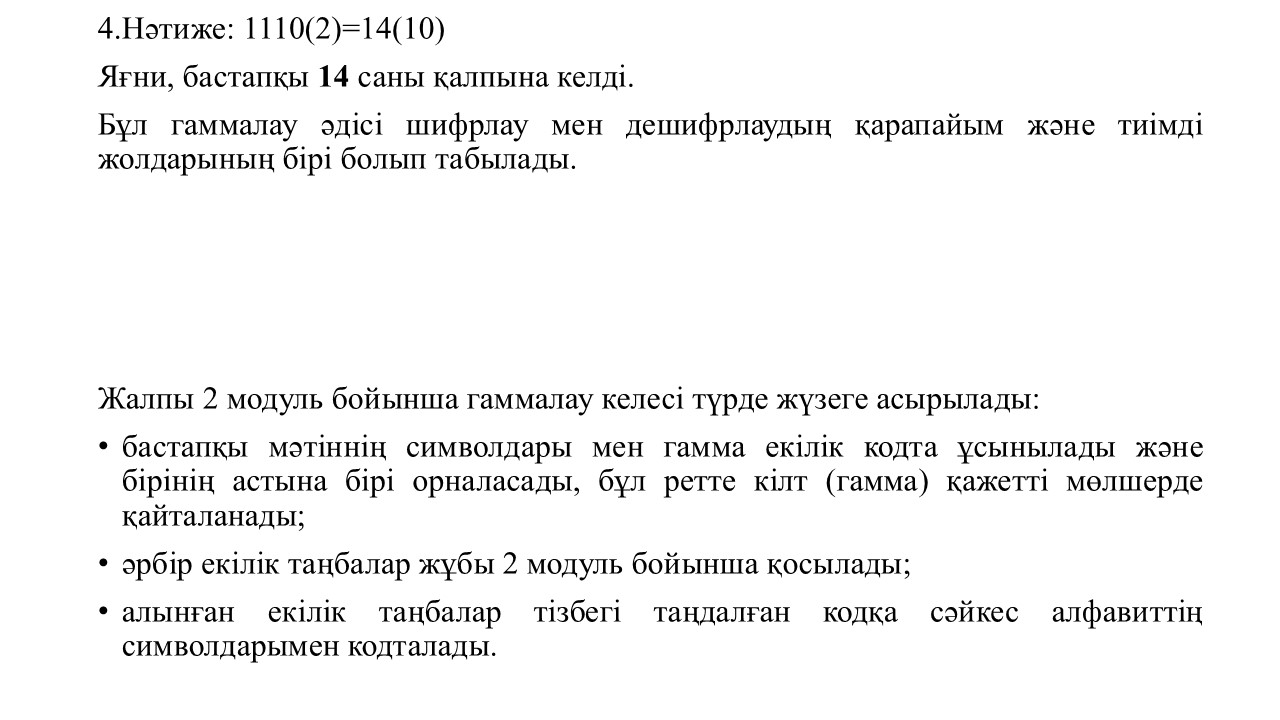 4.Нәтиже: 1110(2)=14(10)
Яғни, бастапқы 14 саны қалпына келді.
Бұл гаммалау әдісі шифрлау мен дешифрлаудың қарапайым және тиімді
жолдарының бірі болып табылады.
Жалпы 2 модуль бойынша гаммалау келесі түрде жүзеге асырылады:
• бастапқы мәтіннің символдары мен гамма екілік кодта ұсынылады және
бірінің астына бірі орналасады, бұл ретте кілт (гамма) қажетті мөлшерде
қайталанады;
• әрбір екілік таңбалар жұбы 2 модуль бойынша қосылады;
• алынған екілік таңбалар тізбегі таңдалған кодқа сәйкес алфавиттің
символдарымен кодталады.